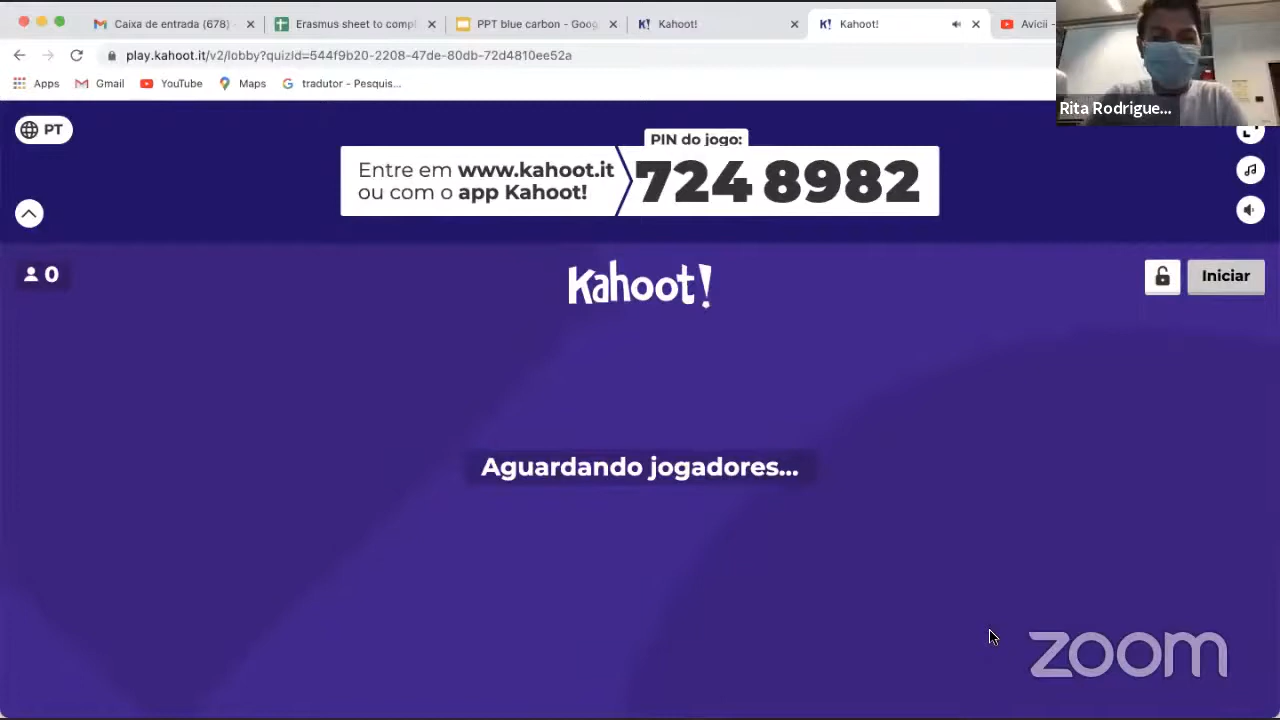 Caixa de entrada (678)
Erasmus sheet to compl
PPT blue carbon - Goog
Kahoot!
Kahoot!
Avicii
play.kahoot.it/v2/lobby?quizId=544f9b20-2208-47de-80db-72d4810ee52a
Apps
Gmail
YouTube
Maps
tradutor - Pesquis...
Rita Rodrigue...
PT
PIN do jogo:
Entre em www.kahoot.it
ou com o app Kahoot!
724 8982
0
Kahoot!
Iniciar
Aguardando jogadores...
zoom